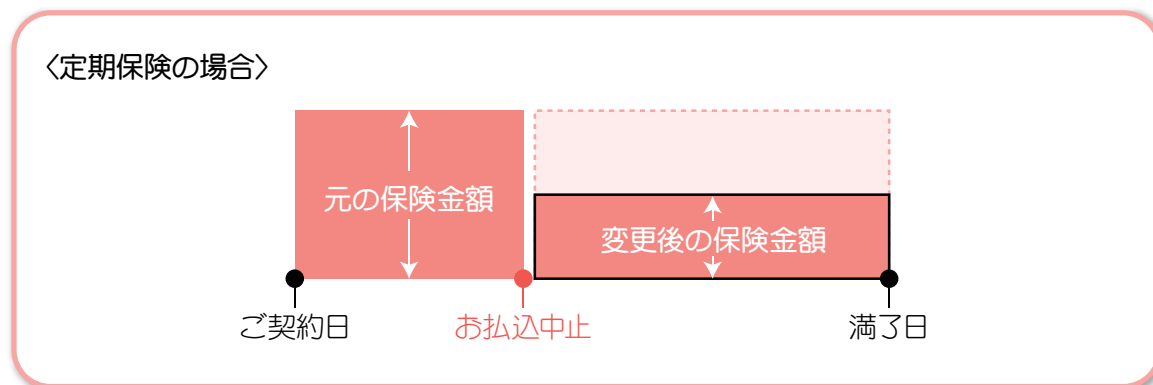 〈定期保険の場合〉
元の保険金額
変更後の保険金額
ご契約日
お払込中止
満了日